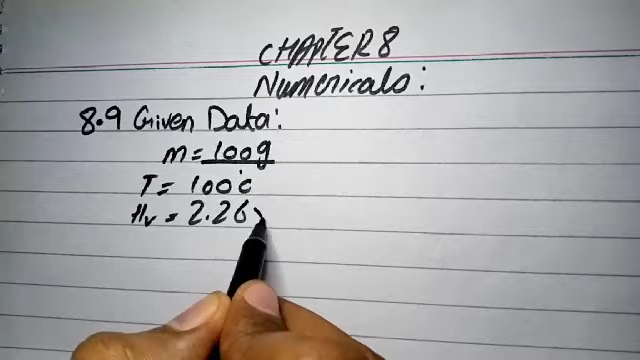 CHAPTER 8
Numericals:
8.9 Given Data:
m = 100g
T = 100°C
Hv = 2.26